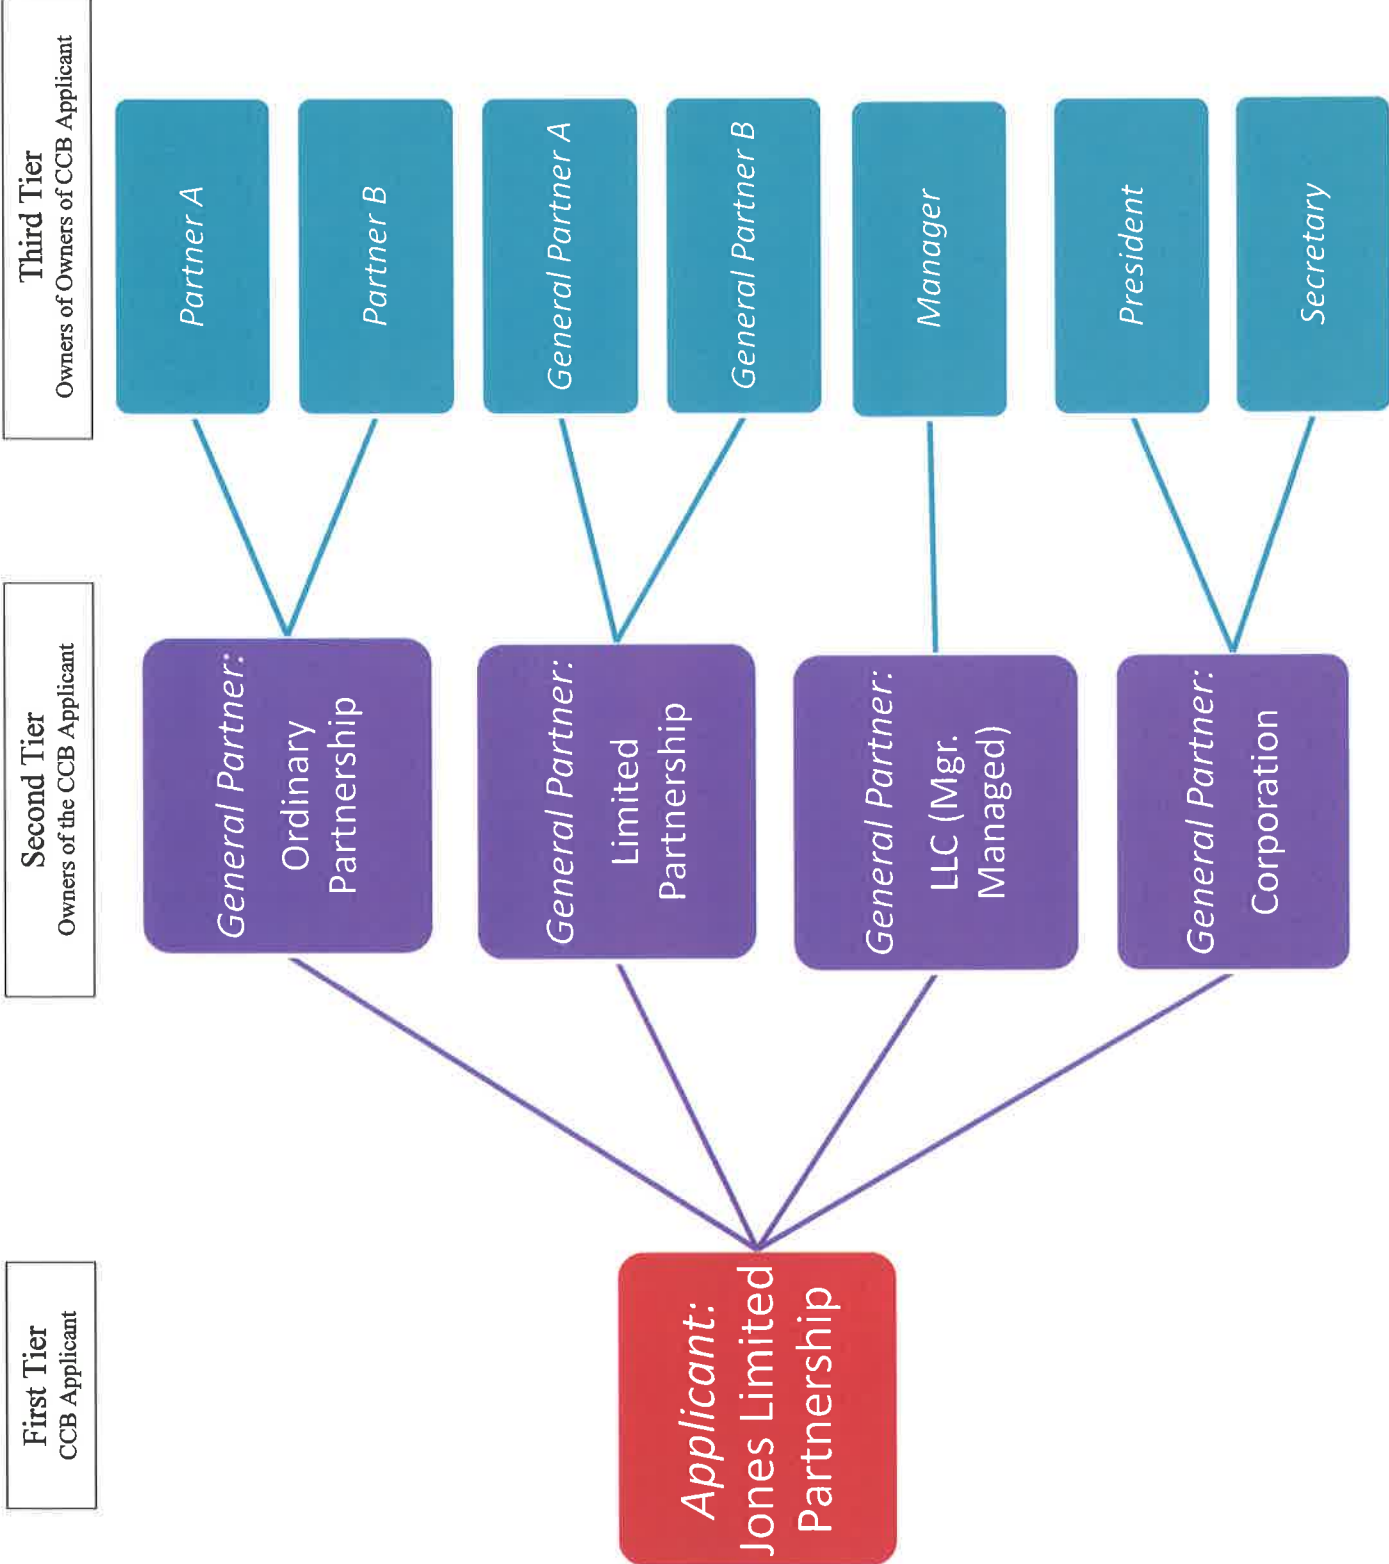 First Tier
CCB Applicant
Second Tier
Owners of the CCB Applicant
Third Tier
Owners of Owners of CCB Applicant
Applicant:
Jones Limited
Partnership
General Partner:
Ordinary
Partnership
General Partner:
Limited
Partnership
General Partner:
LLC (Mgr.
Managed)
General Partner:
Corporation
Partner A
Partner B
General Partner A
General Partner B
Manager
President
Secretary